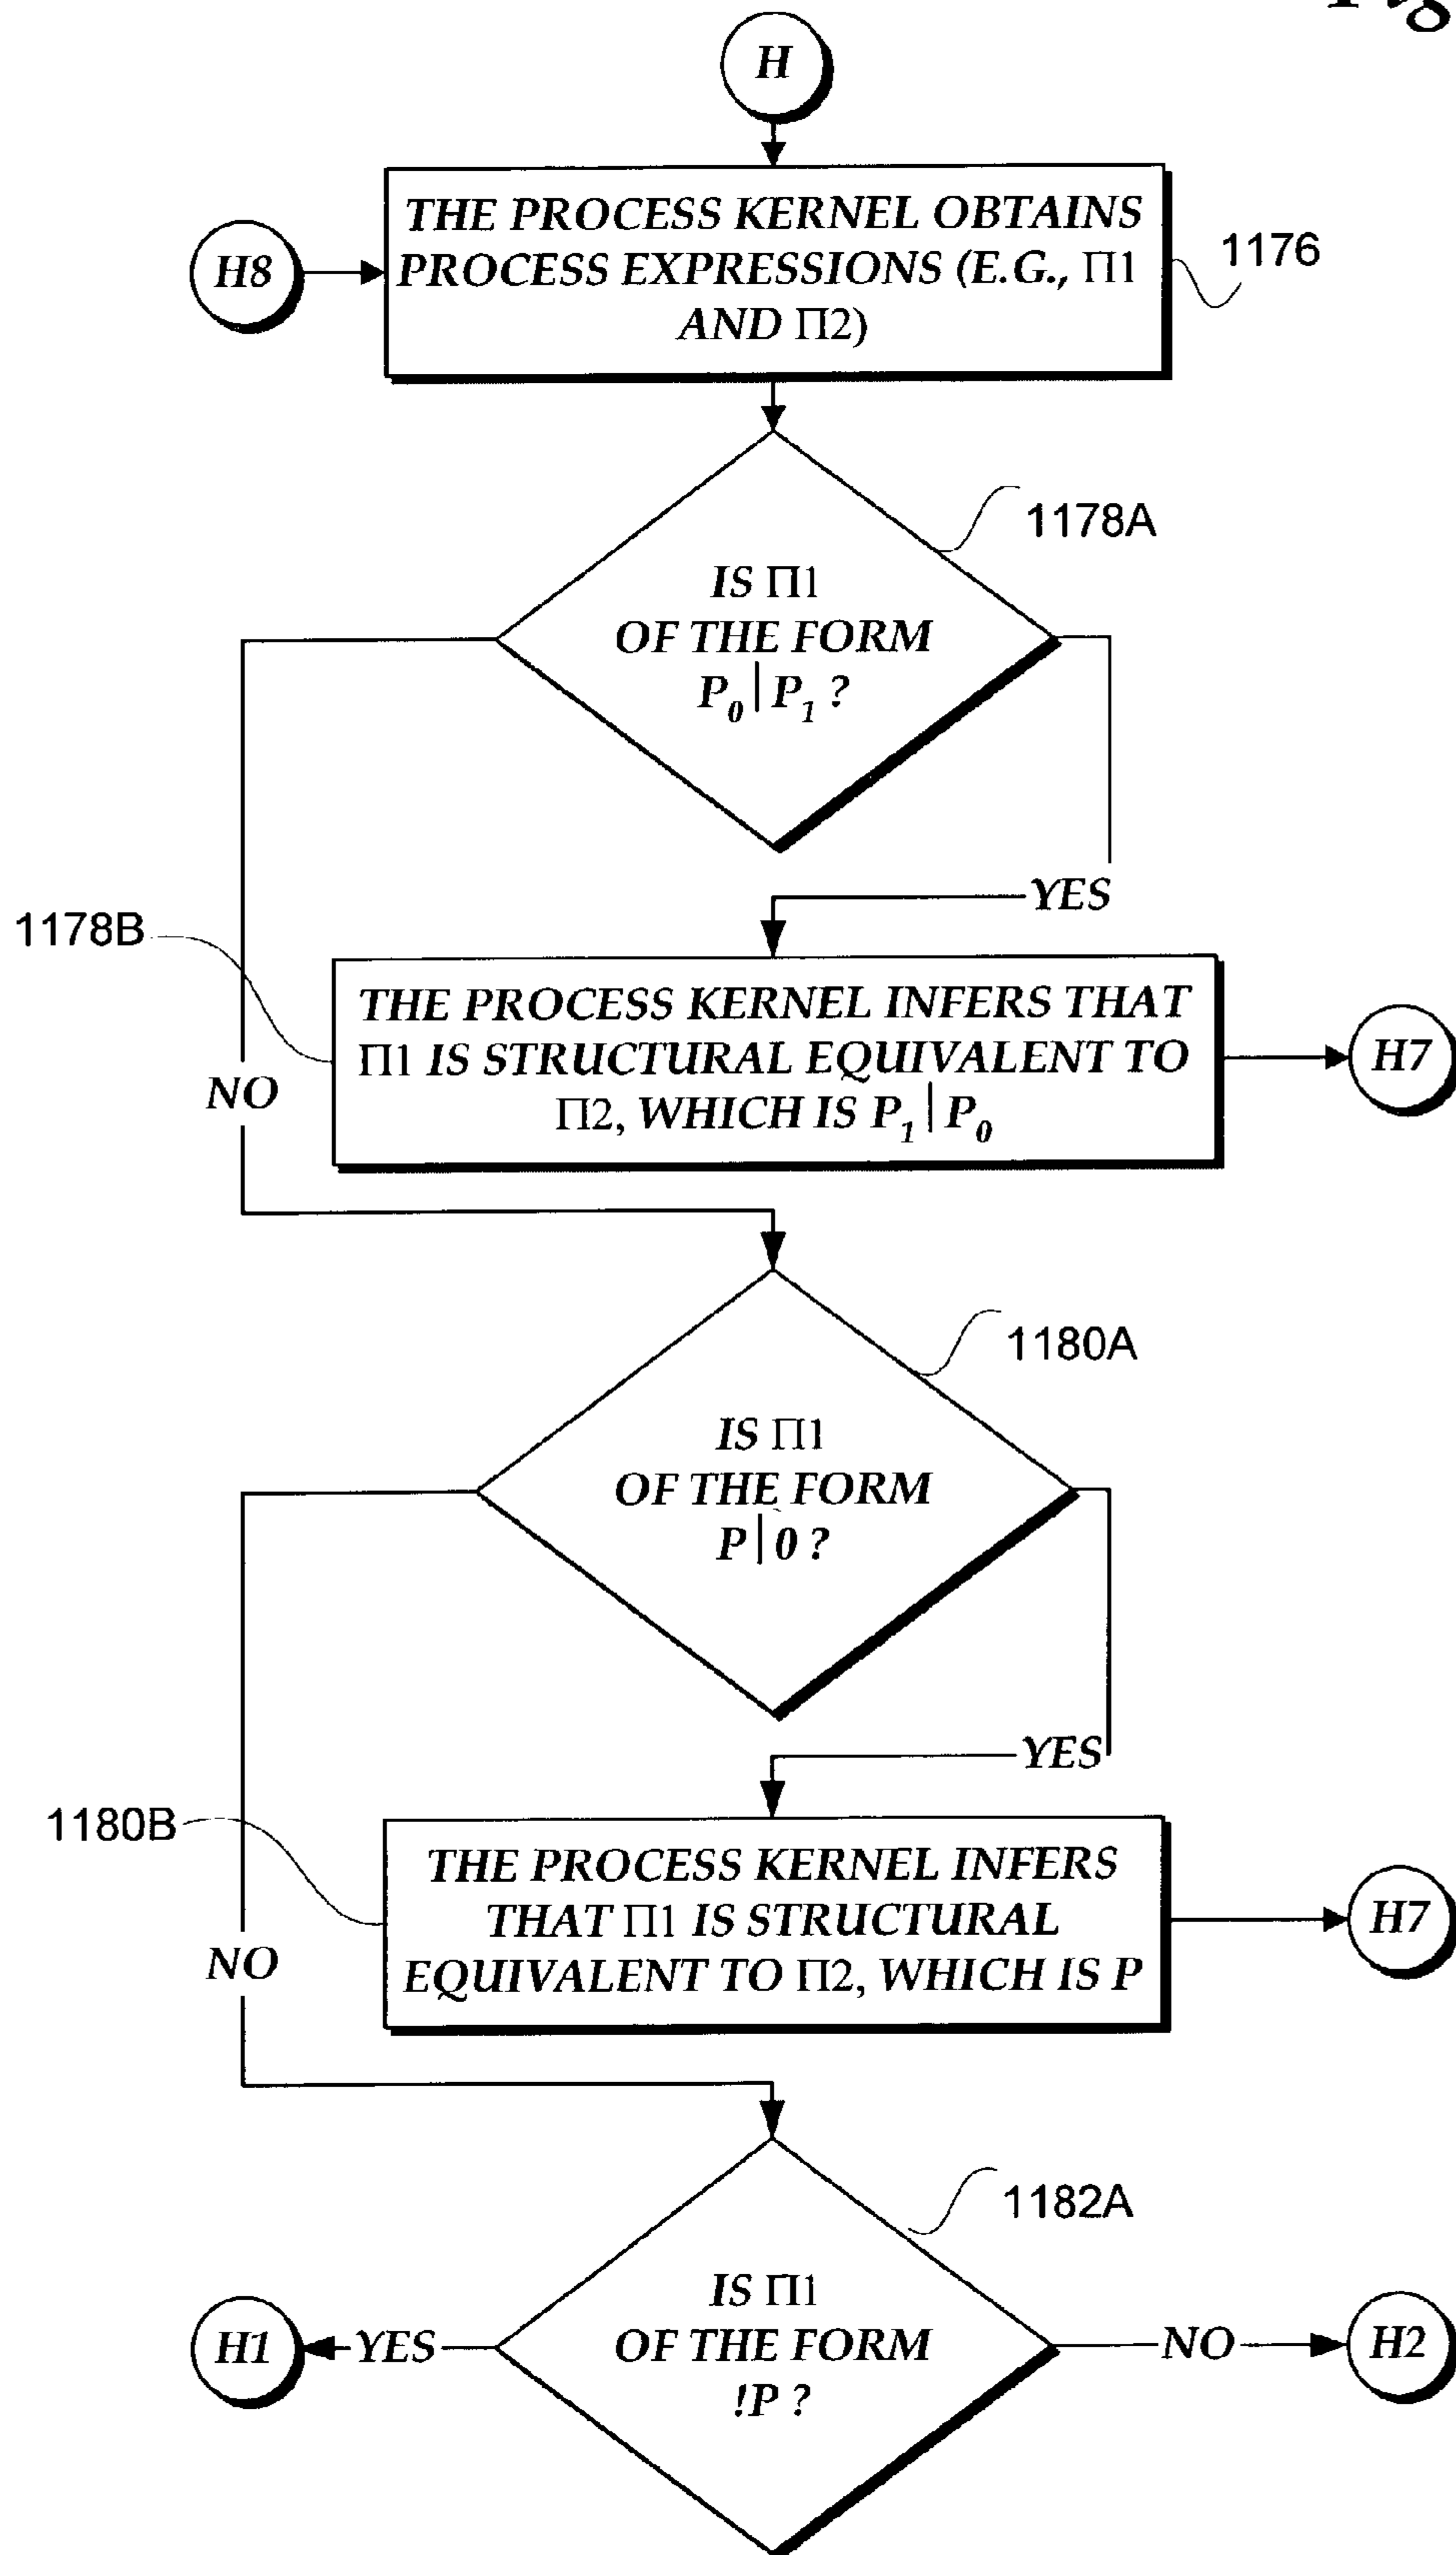 H
THE PROCESS KERNEL OBTAINS
PROCESS EXPRESSIONS (E.G., Π1
AND Π2)
H8
1176
1178A
IS Π1
OF THE FORM
P₀|P₁ ?
YES
1178B
THE PROCESS KERNEL INFERS THAT
Π1 IS STRUCTURAL EQUIVALENT TO
Π2, WHICH IS P₁|P₀
H7
NO
1180A
IS Π1
OF THE FORM
P|0 ?
YES
1180B
THE PROCESS KERNEL INFERS
THAT Π1 IS STRUCTURAL
EQUIVALENT TO Π2, WHICH IS P
H7
NO
1182A
IS Π1
OF THE FORM
!P ?
H1
YES
NO
H2